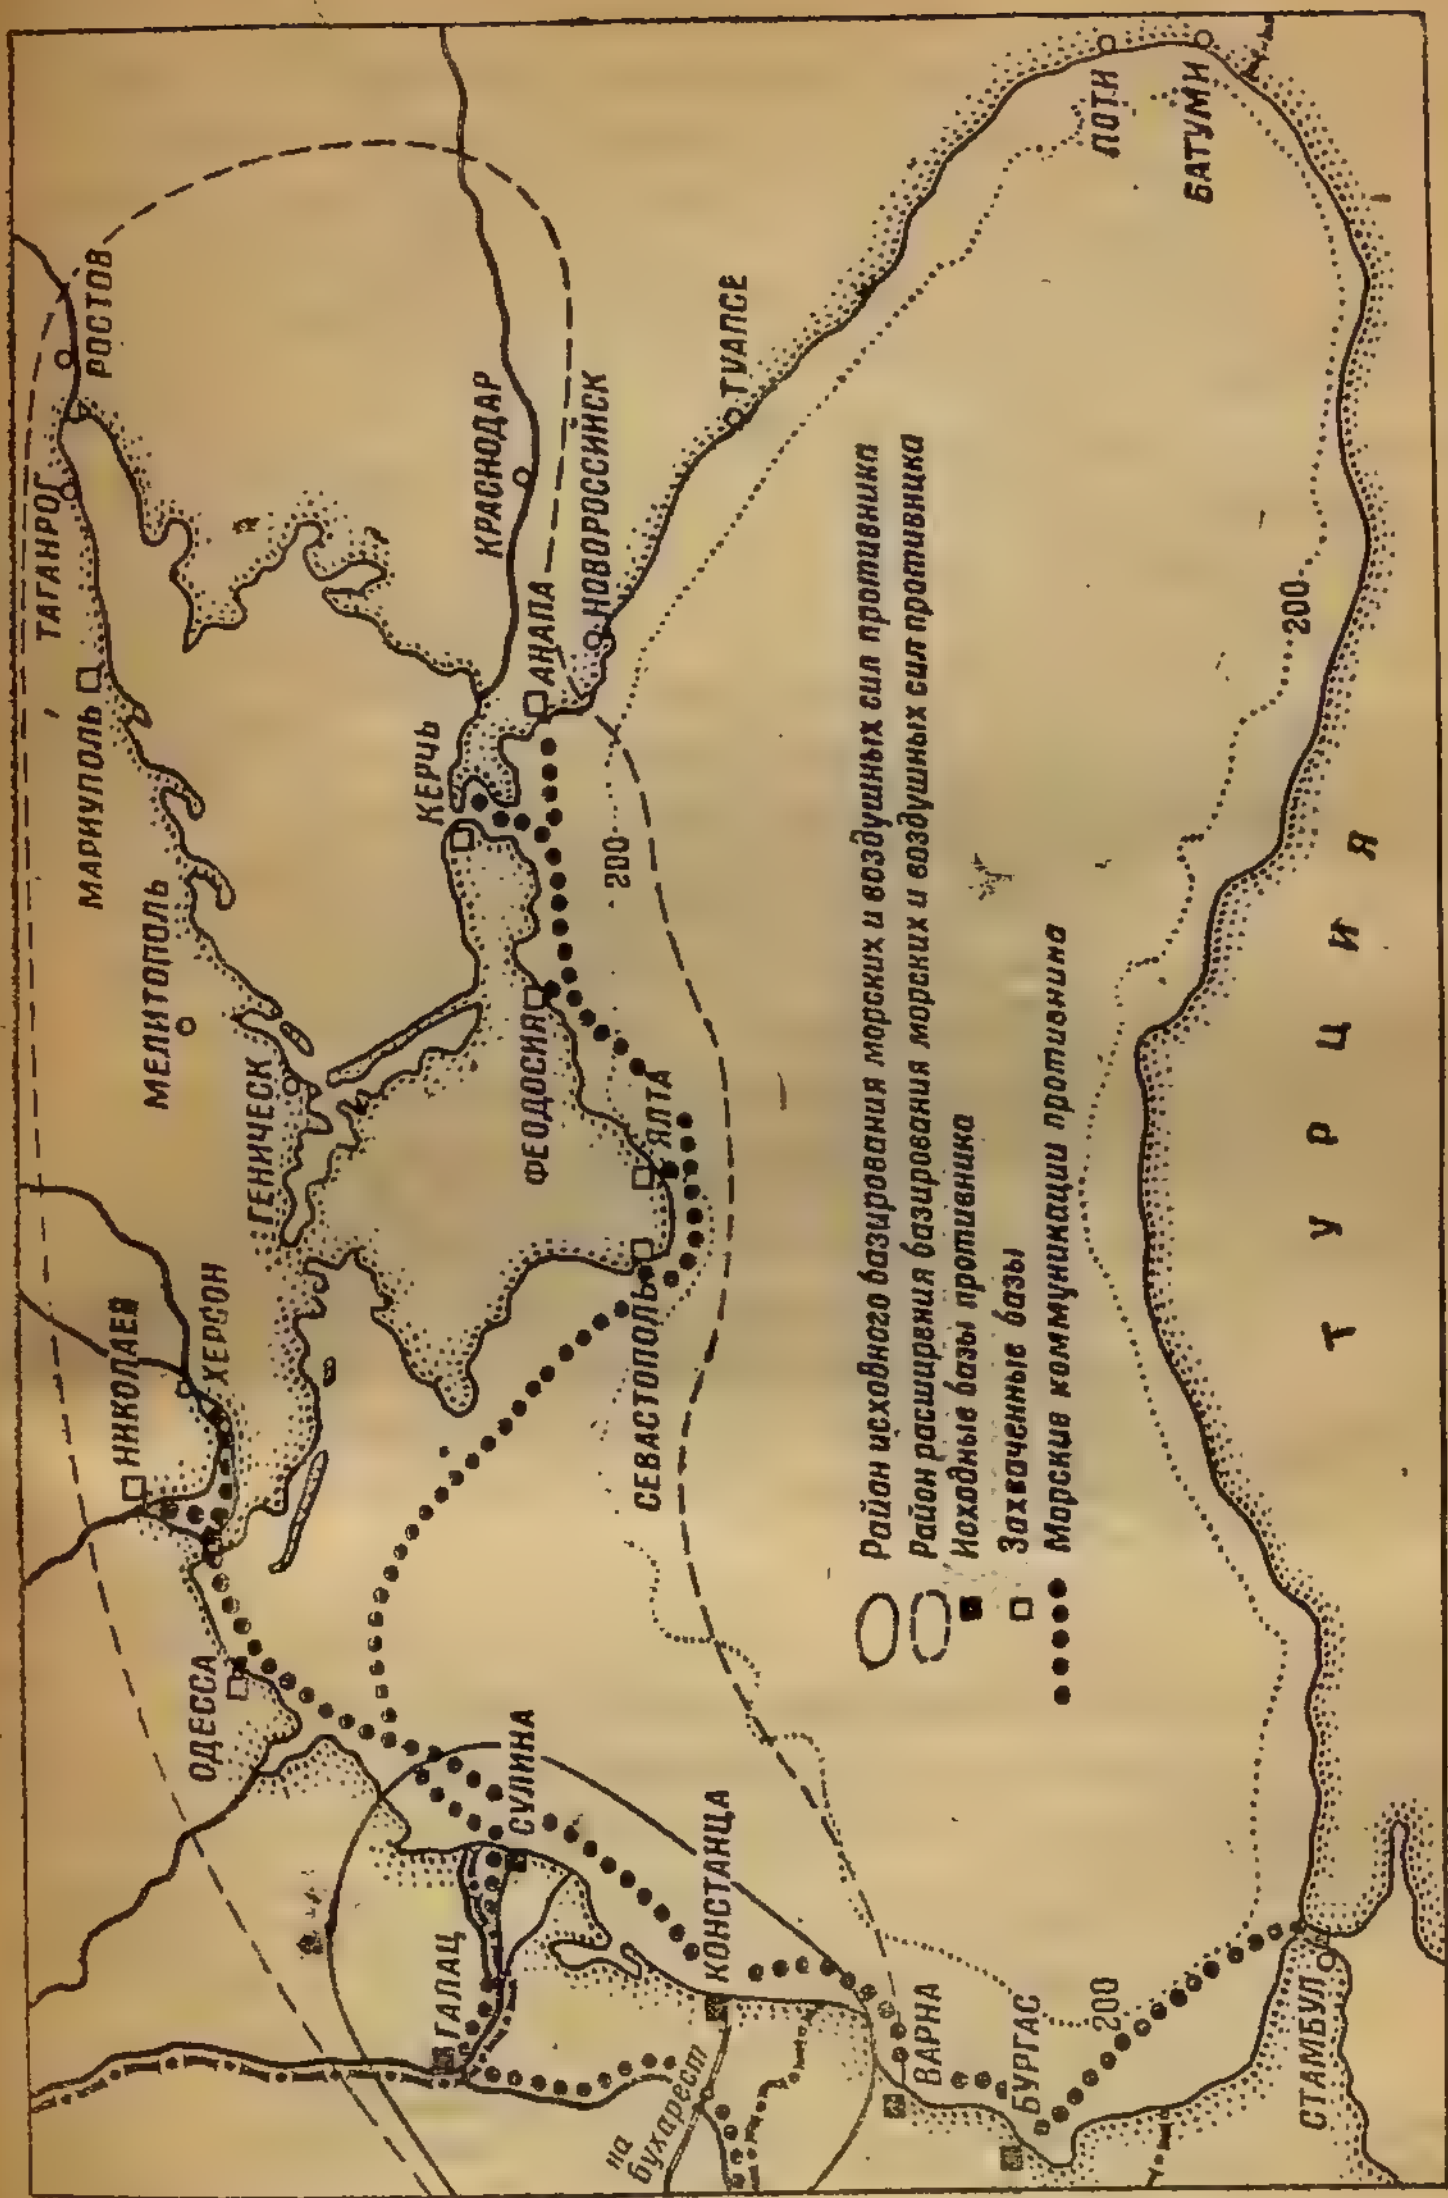 РОСТОВ
ТАГАНРОГ
МАРИУПОЛЬ
МЕЛИТОПОЛЬ
ГЕНИЧЕСК
НИКОЛАЕВ
ХЕРСОН
ОДЕССА
КРАСНОДАР
КЕРЧЬ
АНАПА
НОВОРОССИЙСК
ТУАПСЕ
ПОТИ
БАТУМИ
ФЕОДОСИЯ
ЯЛТА
СЕВАСТОПОЛЬ
200
СУЛИНА
ГАЛАЦ
КОНСТАНЦА
на
бухарест
ВАРНА
БУРГАС
200
СТАМБУЛ
200
ТУРЦИЯ
Район исходного базирования морских и воздушных сил противника
Район расширения базирования морских и воздушных сил противника
Исходные базы противника
Захваченные базы
Морские коммуникации противника